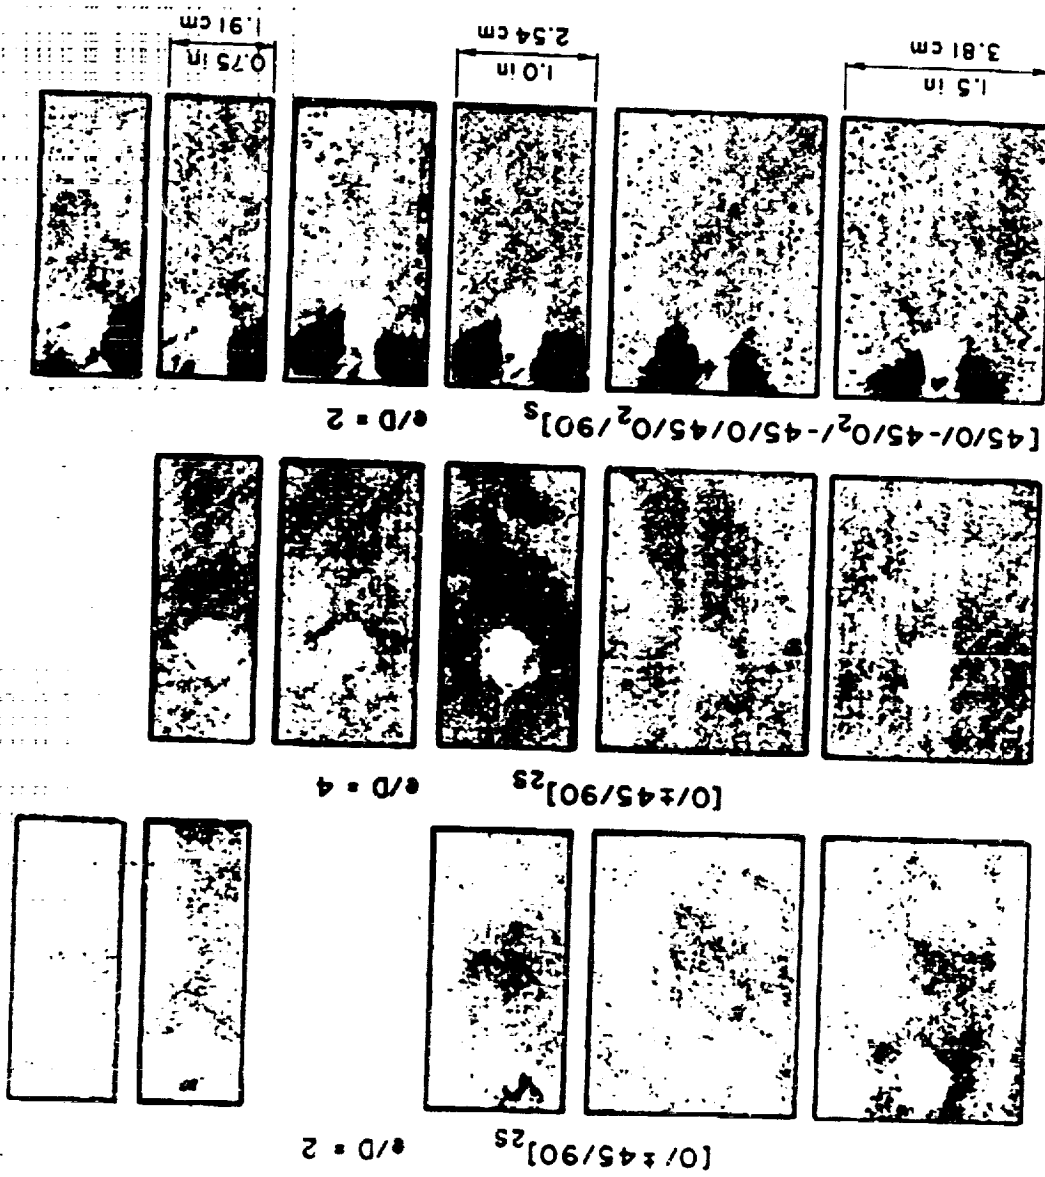 [0/±45/90]2S e/D = 2
[0/±45/90]2S e/D = 4
[45/0/-45/02/-45/0/45/02/90]S e/D = 2
1.5 in
3.81 cm
1.0 in
2.54 cm
0.75 in
1.91 cm